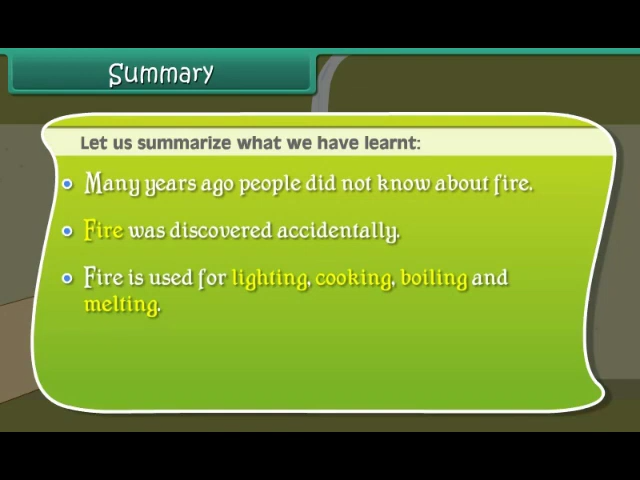 Summary
Let us summarize what we have learnt:
Many years ago people did not know about fire.
Fire was discovered accidentally.
Fire is used for lighting, cooking, boiling and
melting.